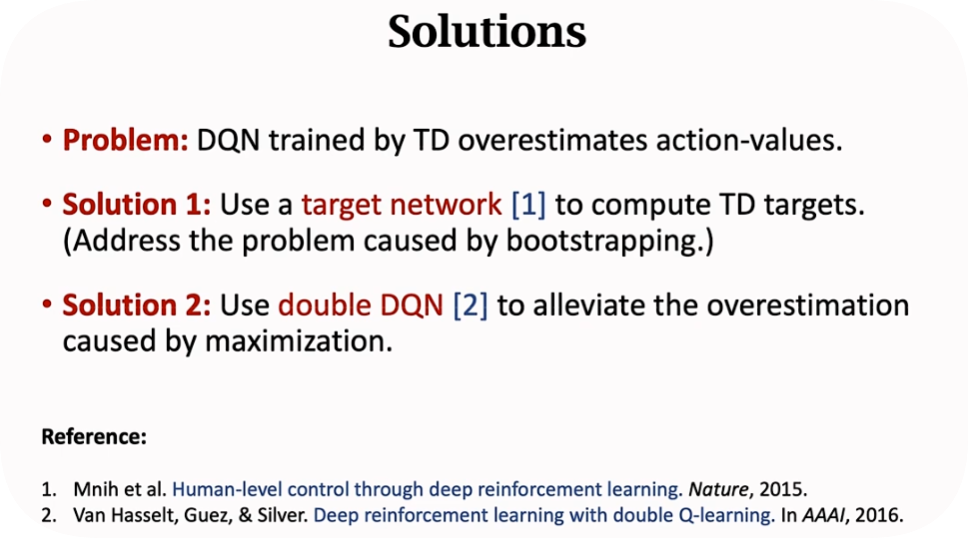 Solutions
• Problem: DQN trained by TD overestimates action-values.
• Solution 1: Use a target network [1] to compute TD targets.
(Address the problem caused by bootstrapping.)
• Solution 2: Use double DQN [2] to alleviate the overestimation
caused by maximization.
Reference:
1. Mnih et al. Human-level control through deep reinforcement learning. Nature, 2015.
2. Van Hasselt, Guez, & Silver. Deep reinforcement learning with double Q-learning. In AAAI, 2016.